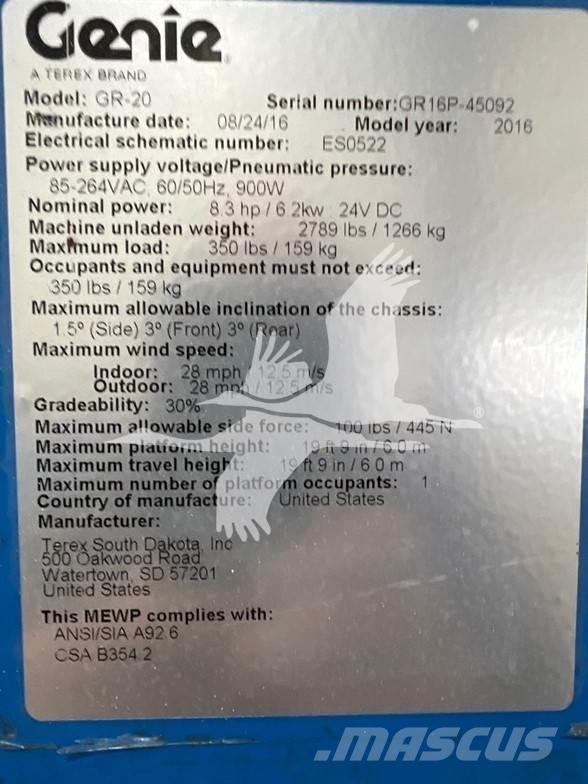 Genie
A TEREX BRAND
Model: GR-20 Serial number:GR16P-45092
Manufacture date: 08/24/16 Model year: 2016
Electrical schematic number: ES0522
Power supply voltage/Pneumatic pressure:
85-264VAC, 60/50Hz, 900W
Nominal power: 8.3 hp / 6.2kw 24V DC
Machine unladen weight: 2789 lbs / 1266 kg
Maximum load: 350 lbs / 159 kg
Occupants and equipment must not exceed:
350 lbs / 159 kg
Maximum allowable inclination of the chassis:
1.5º (Side) 3º (Front) 3º (Rear)
Maximum wind speed:
Indoor: 28 mph / 12.5 m/s
Outdoor: 28 mph / 12.5 m/s
Gradeability: 30%
Maximum allowable side force: 100 lbs / 445 N
Maximum platform height: 19 ft 9 in / 6.0 m
Maximum travel height: 19 ft 9 in / 6.0 m
Maximum number of platform occupants: 1
Country of manufacture: United States
Manufacturer:
Terex South Dakota, Inc
500 Oakwood Road
Watertown, SD 57201
United States
This MEWP complies with:
ANSI/SIA A92.6
CSA B354.2
®
MASCUS